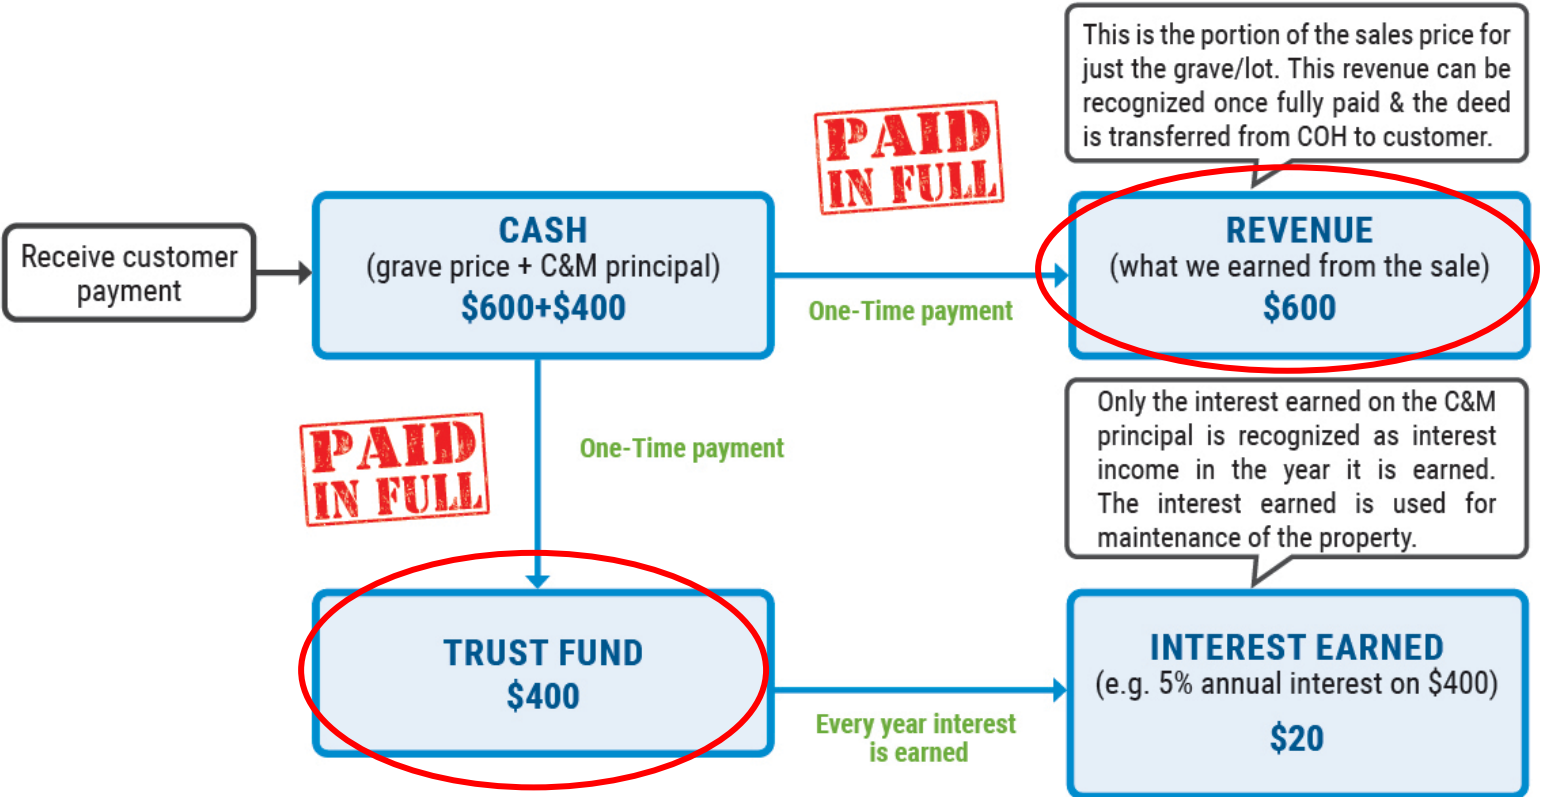 This is the portion of the sales price for
just the grave/lot. This revenue can be
recognized once fully paid & the deed
is transferred from COH to customer.
PAID
IN FULL
Receive customer
payment
CASH
(grave price + C&M principal)
$600+$400
One-Time payment
REVENUE
(what we earned from the sale)
$600
PAID
IN FULL
One-Time payment
Only the interest earned on the C&M
principal is recognized as interest
income in the year it is earned.
The interest earned is used for
maintenance of the property.
TRUST FUND
$400
Every year interest
is earned
INTEREST EARNED
(e.g. 5% annual interest on $400)
$20